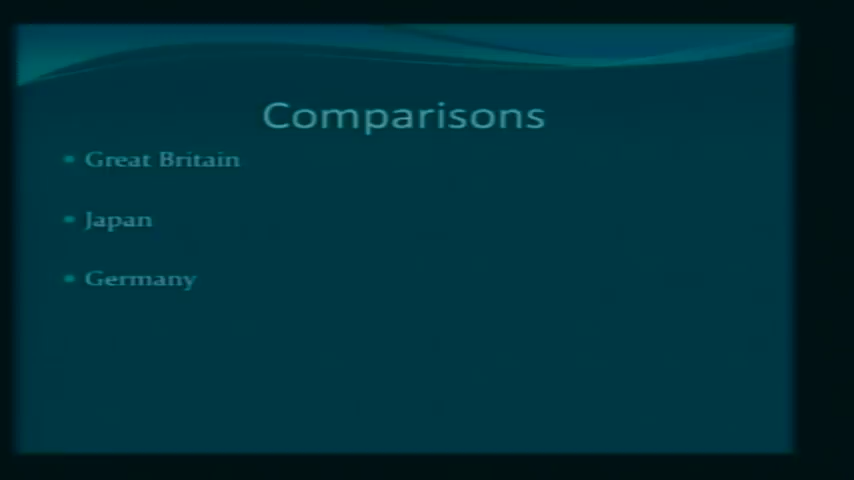 Comparisons
• Great Britain
• Japan
• Germany